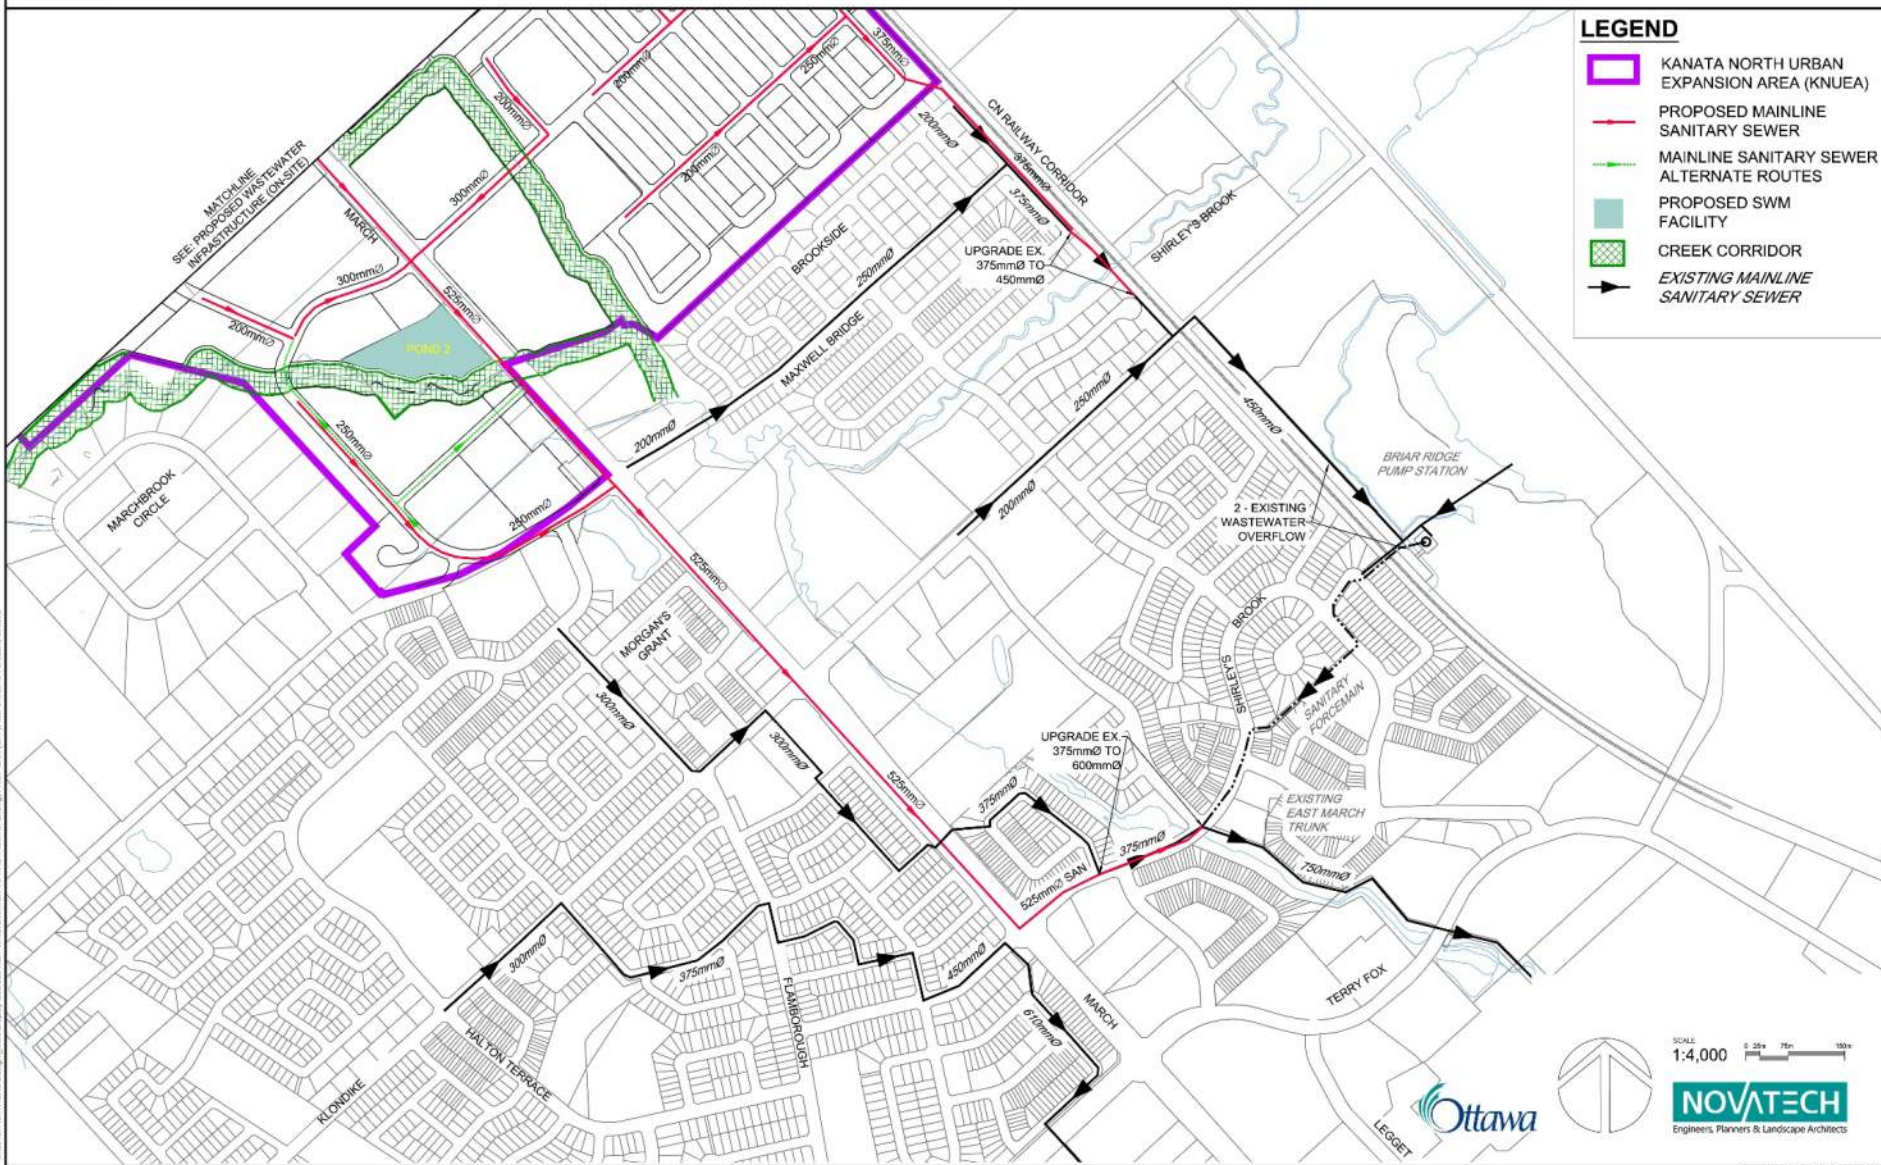 LEGEND
KANATA NORTH URBAN
EXPANSION AREA (KNUEA)
PROPOSED MAINLINE
SANITARY SEWER
MAINLINE SANITARY SEWER
ALTERNATE ROUTES
PROPOSED SWM
FACILITY
CREEK CORRIDOR
EXISTING MAINLINE
SANITARY SEWER
375mmØ
250mmØ
200mmØ
200mmØ
200mmØ
CN RAILWAY CORRIDOR
200mmØ
375mmØ
375mmØ
MATCHLINE
SEE: PROPOSED WASTEWATER
INFRASTRUCTURE (ON-SITE)
MARCH
300mmØ
300mmØ
525mmØ
200mmØ
POND 2
BROOKSIDE
250mmØ
UPGRADE EX.
375mmØ TO
450mmØ
SHIRLEY'S BROOK
MAXWELL BRIDGE
200mmØ
250mmØ
200mmØ
450mmØ
BRIAR RIDGE
PUMP STATION
2 - EXISTING
WASTEWATER
OVERFLOW
250mmØ
250mmØ
MARCHBROOK
CIRCLE
525mmØ
MORGAN'S
GRANT
300mmØ
300mmØ
525mmØ
SHIRLEY'S
BROOK
SANITARY
FORCEMAIN
UPGRADE EX.
375mmØ TO
600mmØ
375mmØ
375mmØ
525mmØ SAN
EXISTING
EAST MARCH
TRUNK
750mmØ
300mmØ
375mmØ
450mmØ
610mmØ
FLAMBOROUGH
HALTON TERRACE
KLONDIKE
MARCH
TERRY FOX
LEGGET
Ottawa
SCALE
1:4,000
0 25m 75m 150m
NOVATECH
Engineers, Planners & Landscape Architects